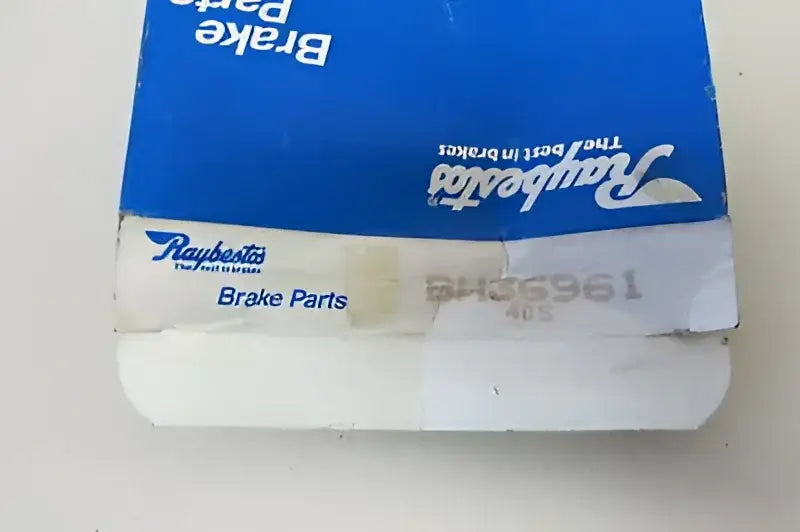 Brake
Parts
Raybestos
The best in brakes
Raybestos
The best in brakes
Brake Parts
BH36961
40S